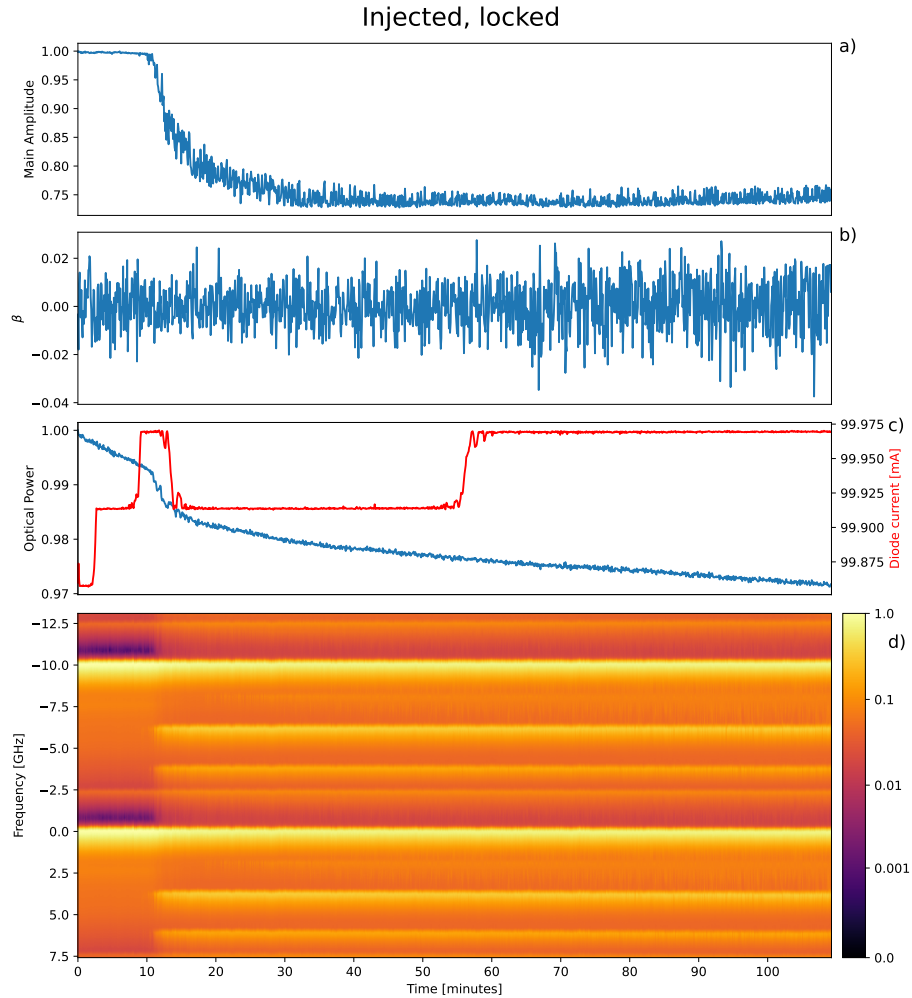 Injected, locked
a)
1.00
0.95
0.90
0.85
0.80
0.75
Main Amplitude
b)
0.02
0.00
−0.02
−0.04
β
c)
1.00
0.99
0.98
0.97
Optical Power
99.975
99.950
99.925
99.900
99.875
Diode current [mA]
d)
−12.5
−10.0
−7.5
−5.0
−2.5
0.0
2.5
5.0
7.5
Frequency [GHz]
1.0
0.1
0.01
0.001
0.0
0 10 20 30 40 50 60 70 80 90 100
Time [minutes]